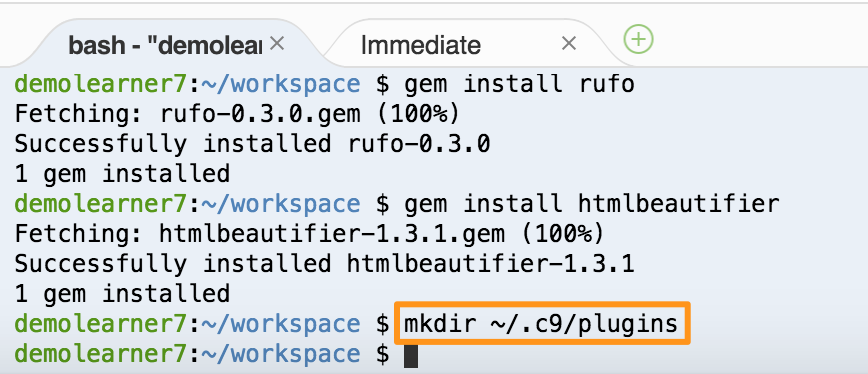 bash - "demolear
Immediate
demolearner7:~/workspace $ gem install rufo
Fetching: rufo-0.3.0.gem (100%)
Successfully installed rufo-0.3.0
1 gem installed
demolearner7:~/workspace $ gem install htmlbeautifier
Fetching: htmlbeautifier-1.3.1.gem (100%)
Successfully installed htmlbeautifier-1.3.1
1 gem installed
demolearner7:~/workspace $ mkdir ~/.c9/plugins
demolearner7:~/workspace $